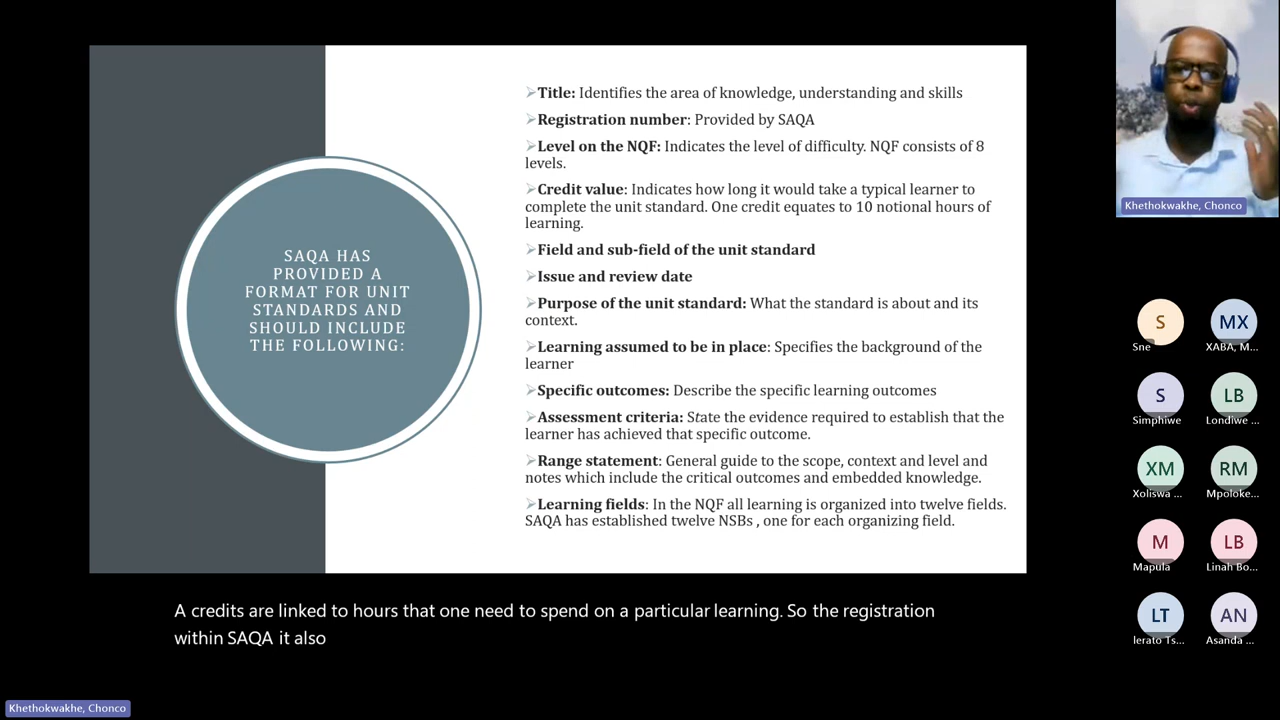 SAQA HAS
PROVIDED A
FORMAT FOR UNIT
STANDARDS AND
SHOULD INCLUDE
THE FOLLOWING:
➢Title: Identifies the area of knowledge, understanding and skills
➢Registration number: Provided by SAQA
➢Level on the NQF: Indicates the level of difficulty. NQF consists of 8
levels.
➢Credit value: Indicates how long it would take a typical learner to
complete the unit standard. One credit equates to 10 notional hours of
learning.
➢Field and sub-field of the unit standard
➢Issue and review date
➢Purpose of the unit standard: What the standard is about and its
context.
➢Learning assumed to be in place: Specifies the background of the
learner
➢Specific outcomes: Describe the specific learning outcomes
➢Assessment criteria: State the evidence required to establish that the
learner has achieved that specific outcome.
➢Range statement: General guide to the scope, context and level and
notes which include the critical outcomes and embedded knowledge.
➢Learning fields: In the NQF all learning is organized into twelve fields.
SAQA has established twelve NSBs , one for each organizing field.
A credits are linked to hours that one need to spend on a particular learning. So the registration
within SAQA it also
Khethokwakhe, Chonco
Khethokwakhe, Chonco
S MX
Sne XABA, M...
S LB
Simphiwe Londiwe ...
XM RM
Xoliswa ... Mpoloke...
M LB
Mapula Linah Bo...
LT AN
lerato Ts... Asanda ...